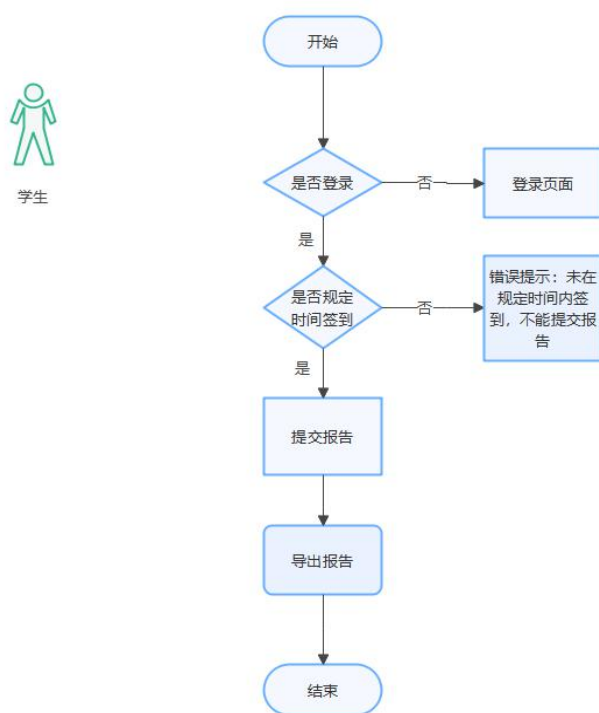 开始
学生
是否登录
否
登录页面
是
是否规定
时间签到
否
错误提示：未在
规定时间内签
到，不能提交报
告
是
提交报告
导出报告
结束